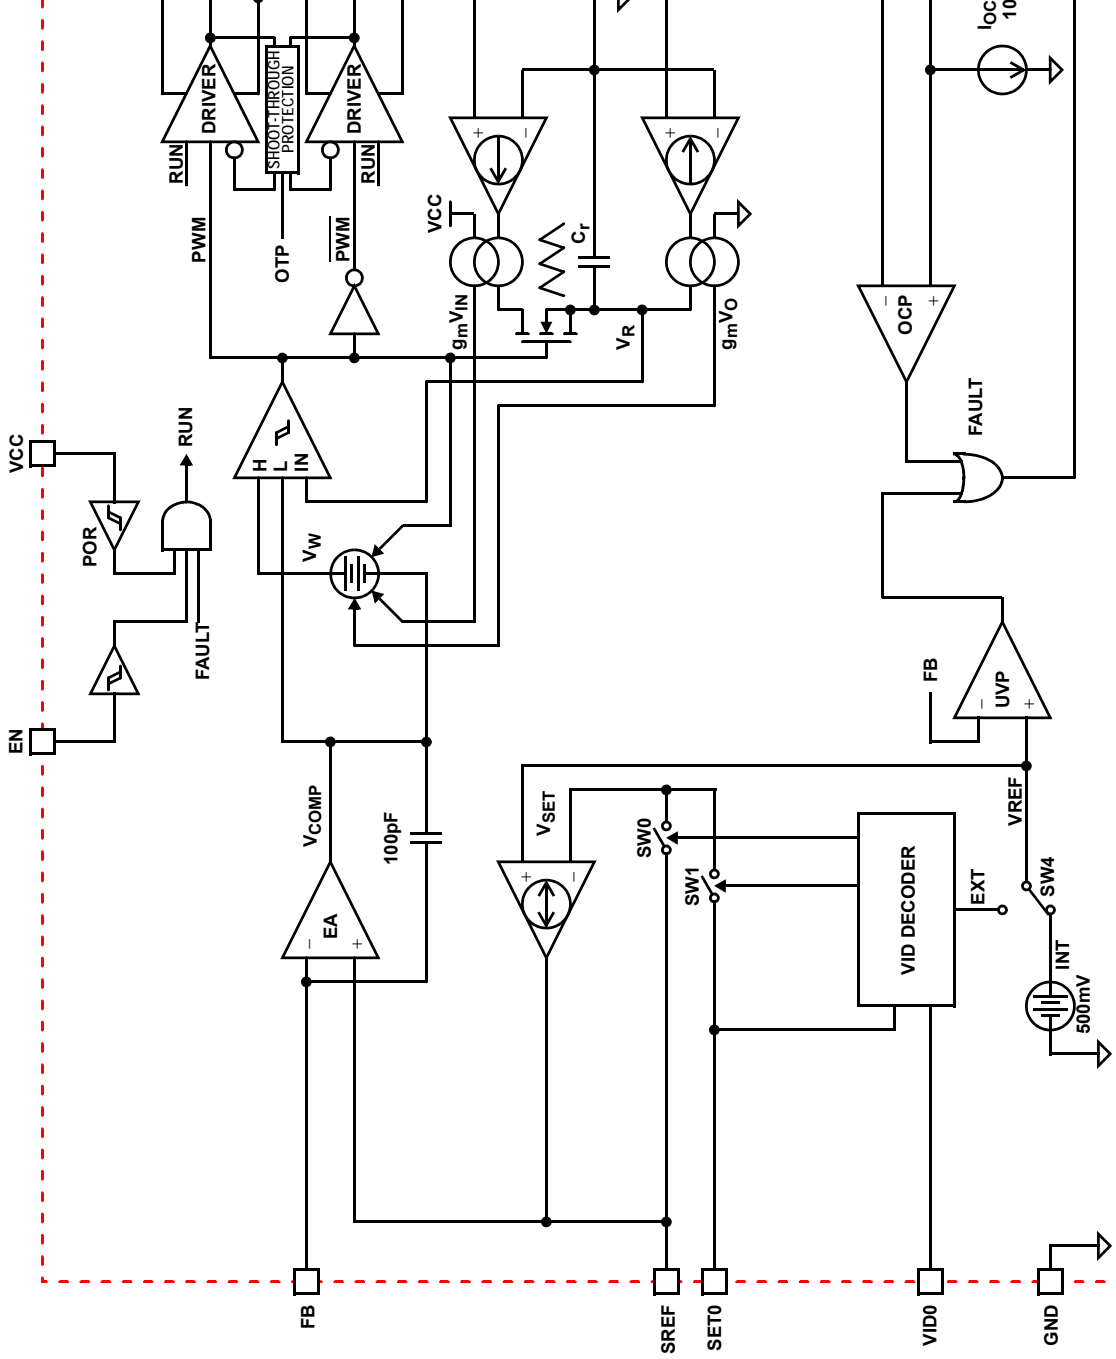 I_OC
10
DRIVER
SHOOT-THROUGH
PROTECTION
DRIVER
RUN
RUN
+
−
+
−
PWM
OTP
PWM
VCC
Cr
gmVIN
VR
gmVO
−
+
OCP
FAULT
VCC
RUN
H
L
IN
POR
VW
FAULT
EN
FB
−
+
UVP
VCOMP
100pF
VSET
SW0
SW1
VREF
−
+
EA
+
−
VID DECODER
EXT
SW4
INT
500mV
FB
SREF
SET0
VID0
GND